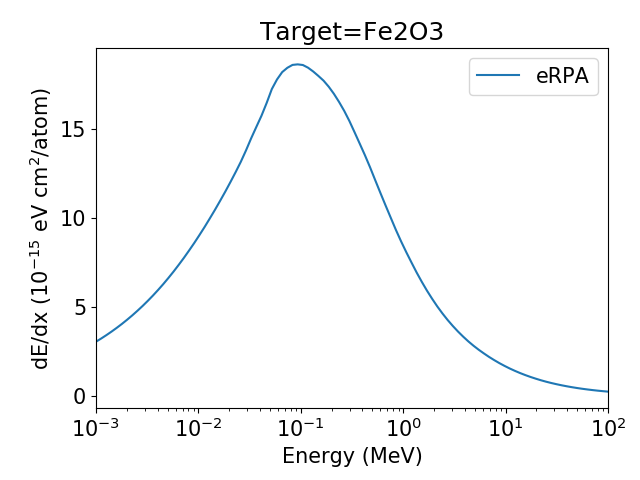 Target=Fe2O3
eRPA
dE/dx (10⁻¹⁵ eV cm²/atom)
15
10
5
0
10⁻³ 10⁻² 10⁻¹ 10⁰ 10¹ 10²
Energy (MeV)